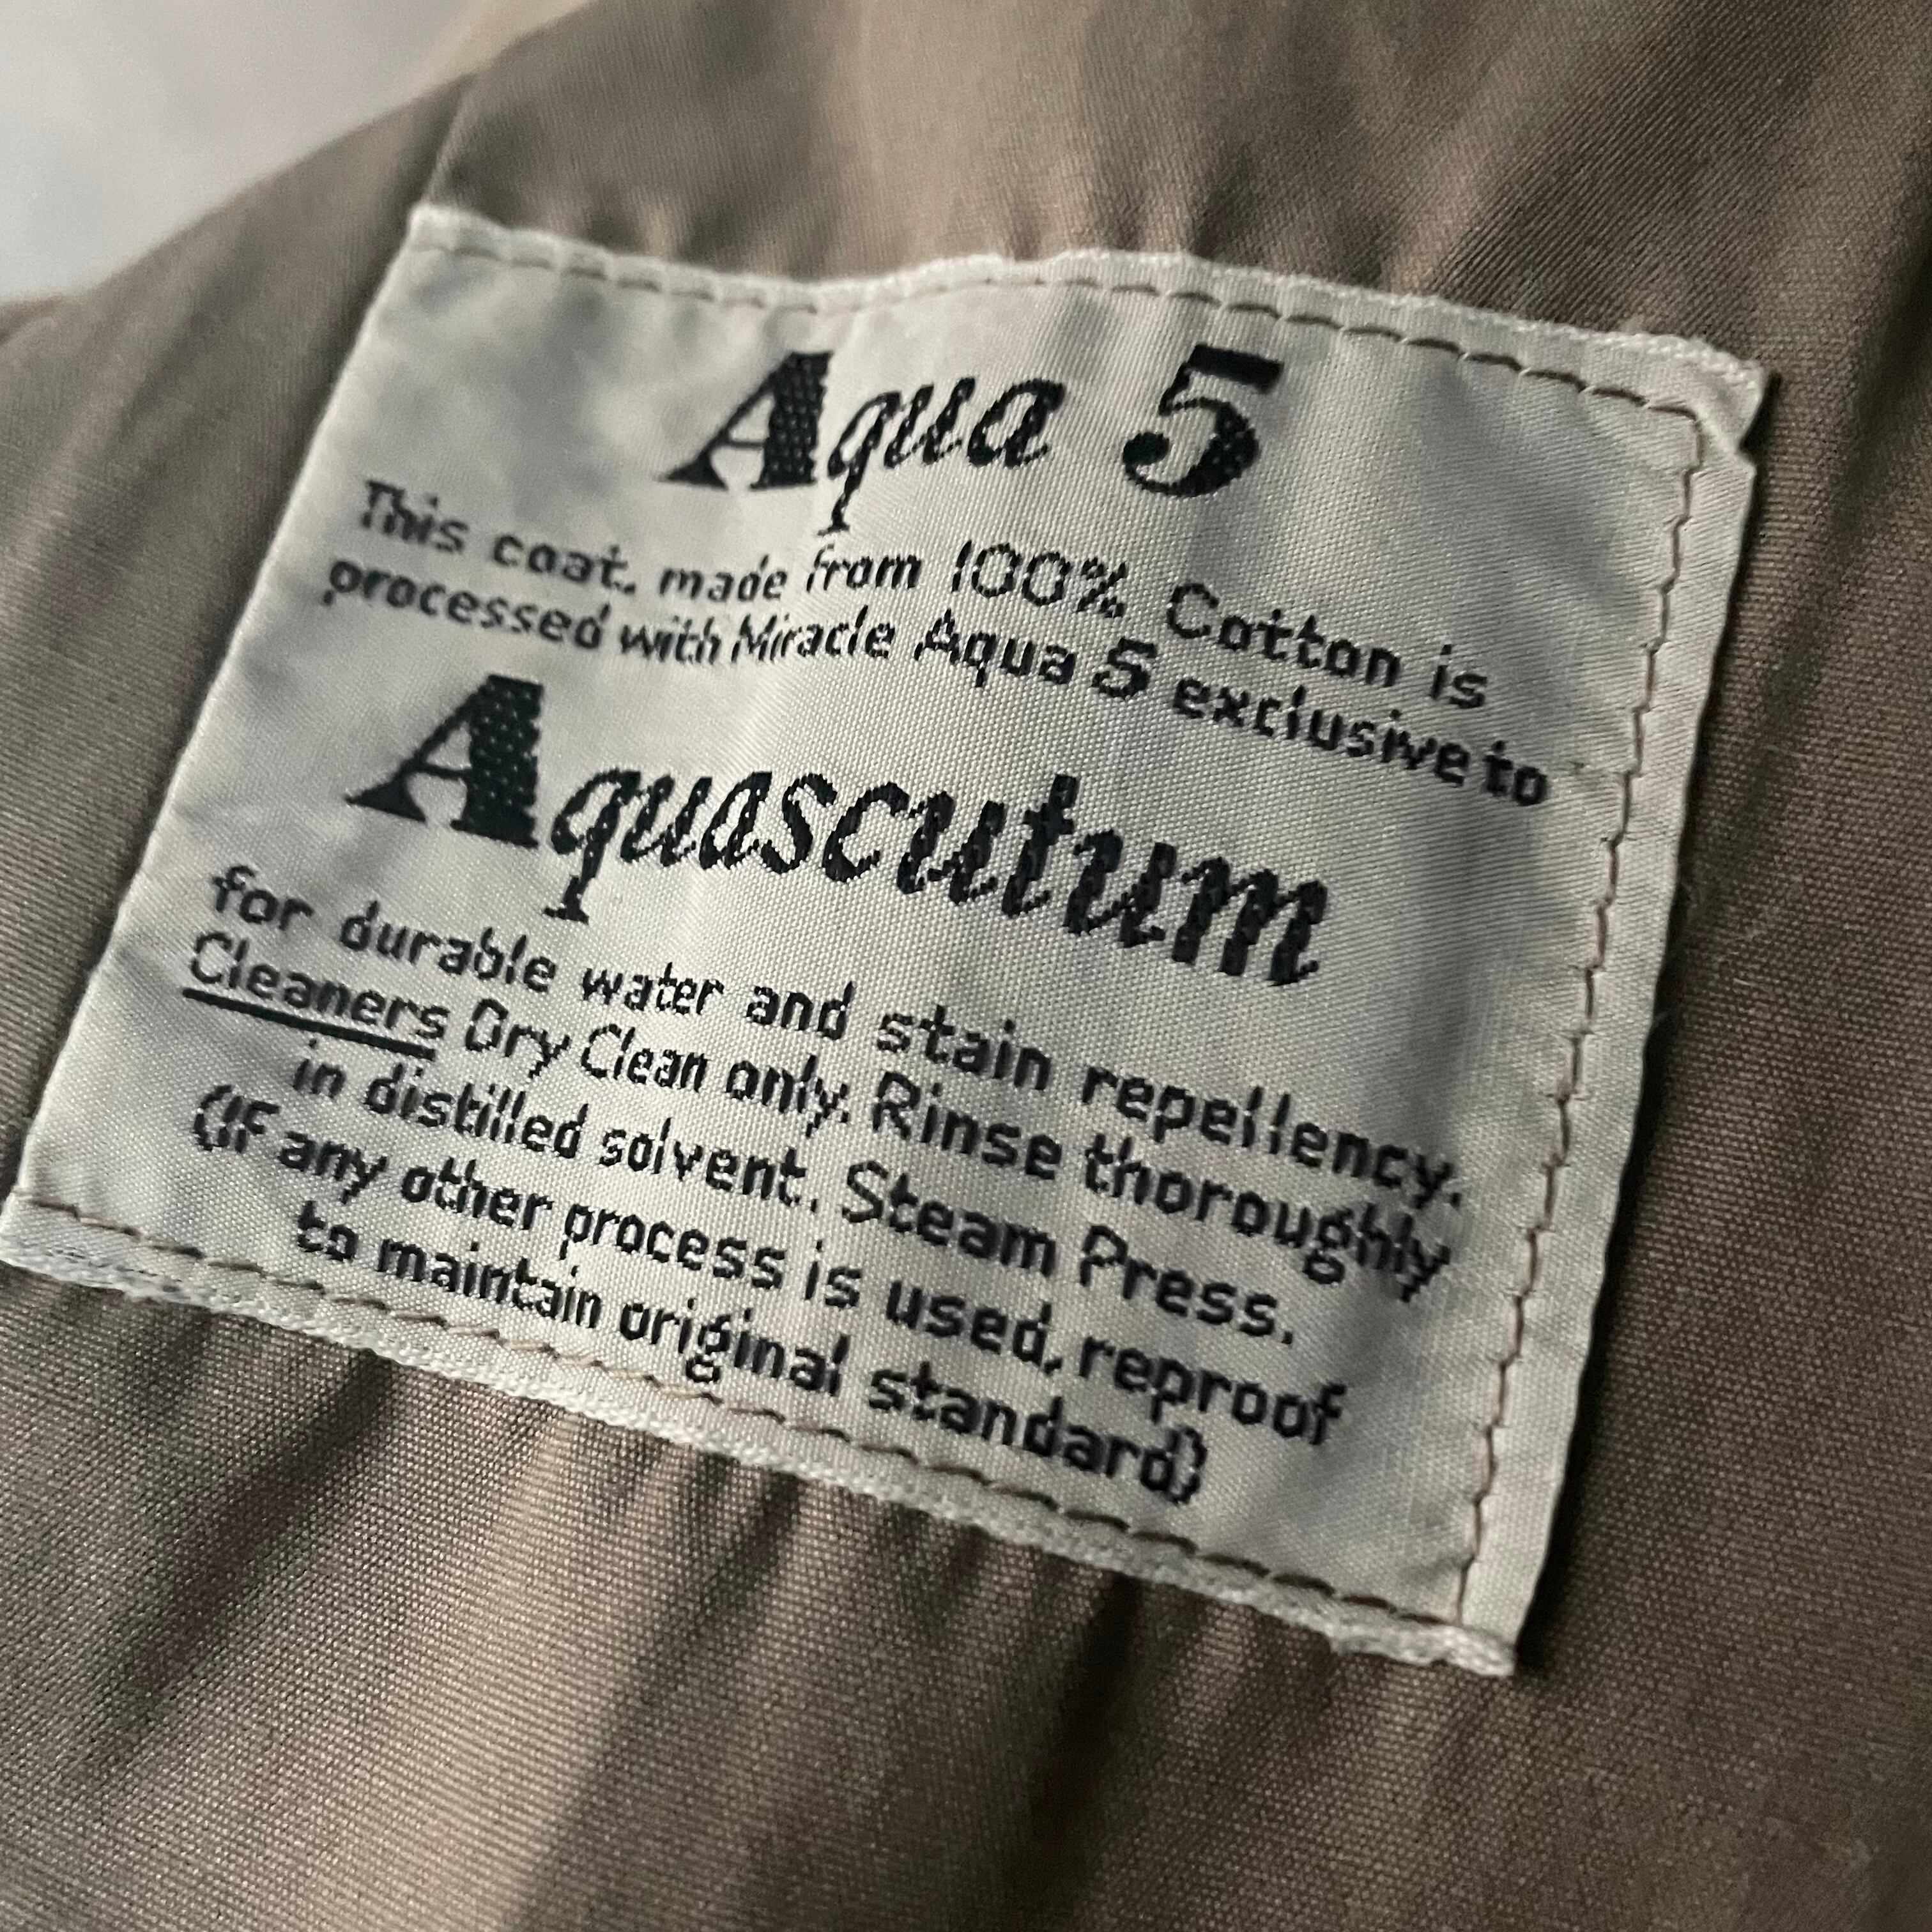 Aqua 5
This coat, made from 100% Cotton is
processed with Miracle Aqua 5 exclusive to
Aquascutum
for durable water and stain repellency.
Cleaners Dry Clean only. Rinse thoroughly
in distilled solvent. Steam Press.
(If any other process is used, reproof
to maintain original standard)